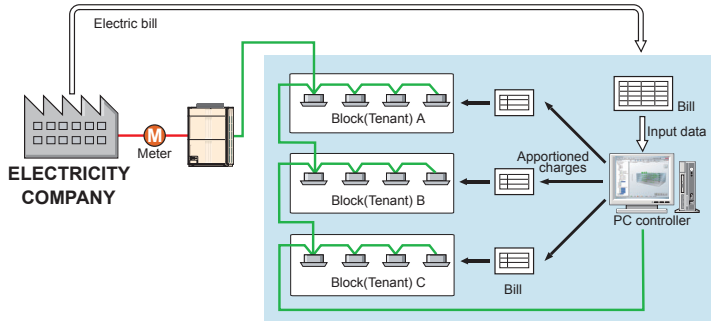 Electric bill
M
Meter
ELECTRICITY
COMPANY
Block(Tenant) A
Block(Tenant) B
Block(Tenant) C
Bill
Apportioned
charges
Bill
Input data
PC controller